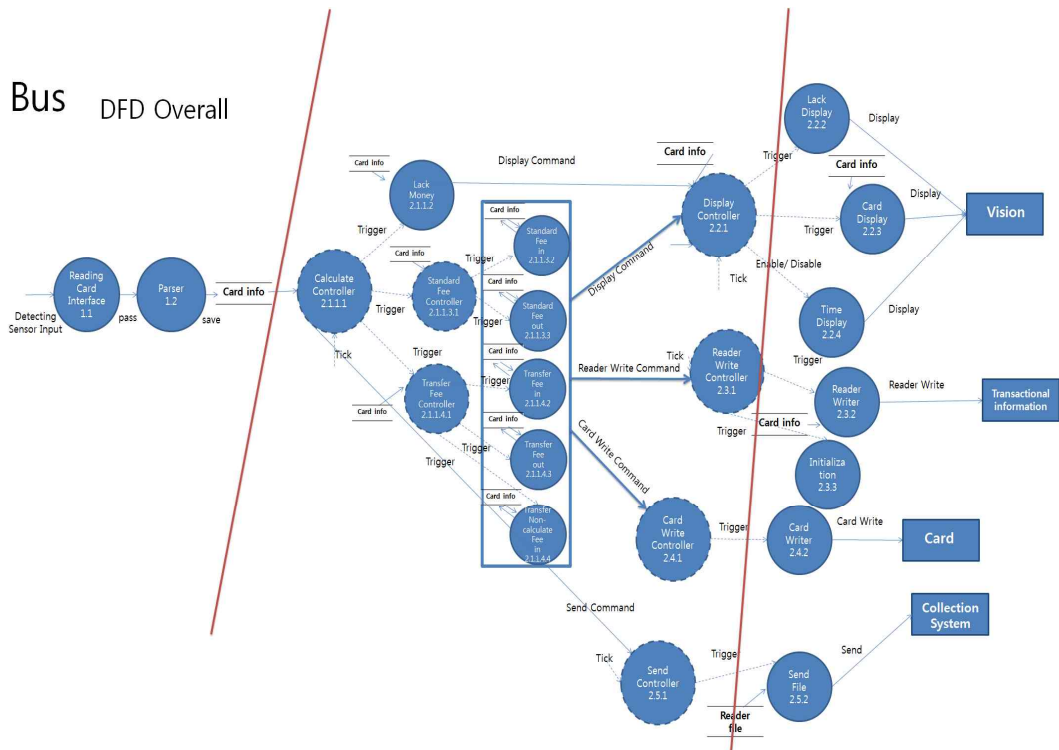 Bus DFD Overall
Detecting
Sensor Input
Reading
Card
Interface
1.1
pass
Parser
1.2
save
Card info
Calculate
Controller
2.1.1.1
Tick
Trigger
Card info
Lack
Money
2.1.1.2
Display Command
Trigger
Card info
Standard
Fee
Controller
2.1.1.3.1
Trigger
Trigger
Trigger
Card info
Transfer
Fee
Controller
2.1.1.4.1
Trigger
Trigger
Trigger
Trigger
Card info
Standard
Fee
in
2.1.1.3.2
Card info
Standard
Fee
out
2.1.1.3.3
Card info
Transfer
Fee
in
2.1.1.4.2
Card info
Transfer
Fee
out
2.1.1.4.3
Card info
Transfer
Non-
calculate
Fee
in
2.1.1.4.4
Display Command
Reader Write Command
Card Write Command
Send Command
Card info
Display
Controller
2.2.1
Tick
Trigger
Trigger
Enable/ Disable
Lack
Display
2.2.2
Display
Card info
Card
Display
2.2.3
Display
Time
Display
2.2.4
Display
Vision
Tick
Reader
Write
Controller
2.3.1
Trigger
Trigger
Card info
Reader
Writer
2.3.2
Reader Write
Transactional
information
Initializa
tion
2.3.3
Card
Write
Controller
2.4.1
Trigger
Card
Writer
2.4.2
Card Write
Card
Tick
Send
Controller
2.5.1
Trigger
Reader
file
Send
File
2.5.2
Send
Collection
System